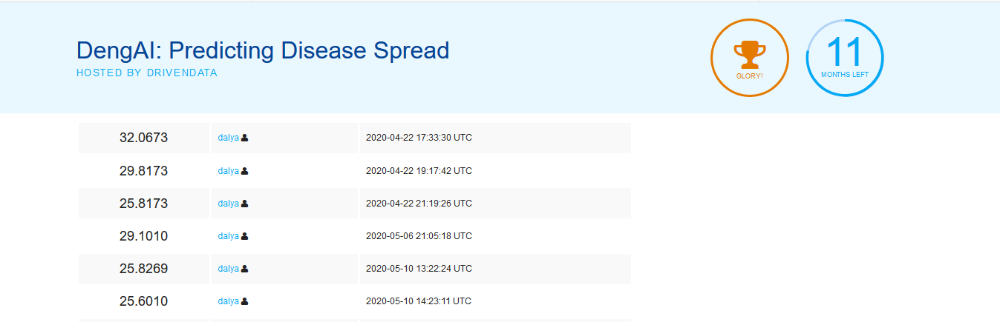 DengAI: Predicting Disease Spread
HOSTED BY DRIVENDATA
GLORY!
11
MONTHS LEFT
32.0673 dalya 2020-04-22 17:33:30 UTC
29.8173 dalya 2020-04-22 19:17:42 UTC
25.8173 dalya 2020-04-22 21:19:26 UTC
29.1010 dalya 2020-05-06 21:05:18 UTC
25.8269 dalya 2020-05-10 13:22:24 UTC
25.6010 dalya 2020-05-10 14:23:11 UTC